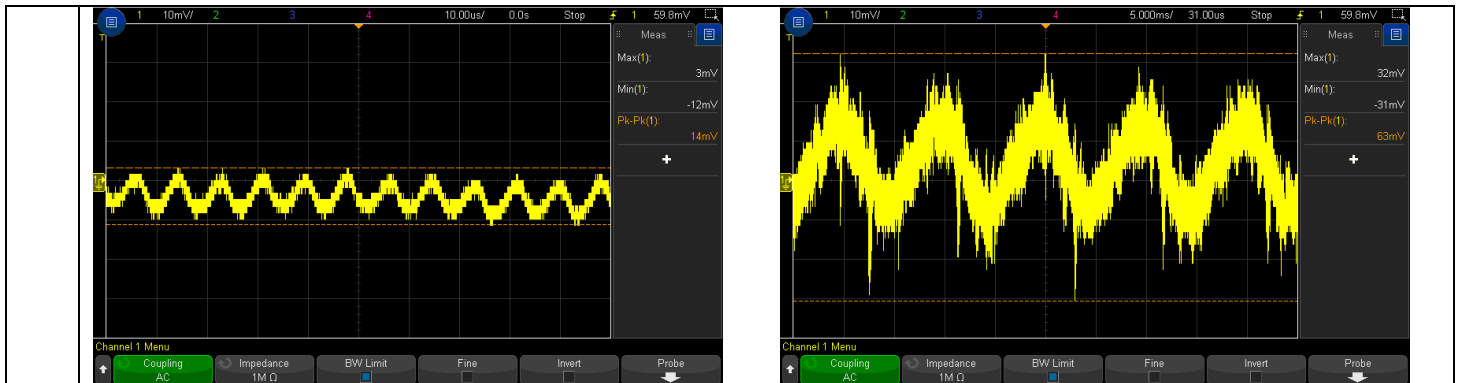 1 10mV/ 2 3 4 10.00us/ 0.0s Stop 1 59.8mV
T
Meas
Max(1):
3mV
Min(1):
-12mV
Pk-Pk(1):
14mV
+
1
Channel 1 Menu
Coupling Impedance BW Limit Fine Invert Probe
AC 1M Ω
1 10mV/ 2 3 4 5.000ms/ 31.00us Stop 1 59.8mV
T
Meas
Max(1):
32mV
Min(1):
-31mV
Pk-Pk(1):
63mV
+
1
Channel 1 Menu
Coupling Impedance BW Limit Fine Invert Probe
AC 1M Ω